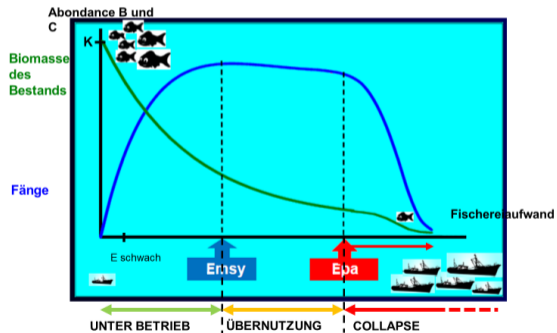 Abondance B und
C
K
Biomasse
des
Bestands
Fänge
Fischereiaufwand
E schwach
Emsy
Epa
UNTER BETRIEB
ÜBERNUTZUNG
COLLAPSE